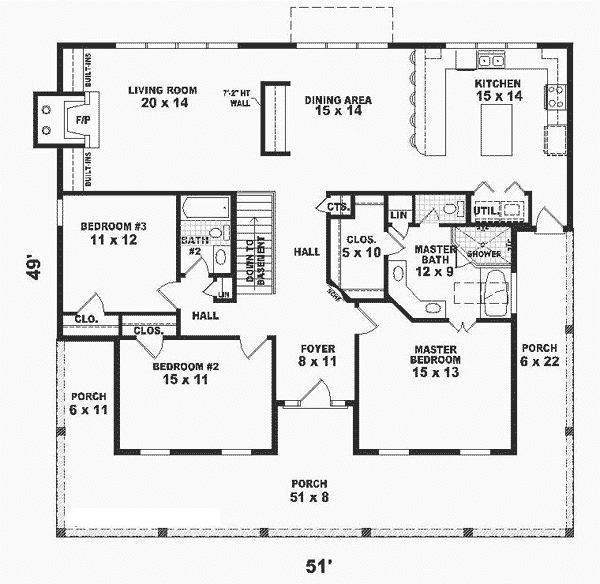 BUILT-INS
LIVING ROOM
20 x 14
7'-2" HT
WALL
DINING AREA
15 x 14
KITCHEN
15 x 14
F/P
BUILT-INS
BEDROOM #3
11 x 12
BATH
#2
DOWN TO
BASEMENT
HALL
CTS.
CLOS.
5 x 10
LIN
UTIL.
MASTER
BATH
12 x 9
SHOWER
LIN
HALL
CLO.
CLOS.
49'
PORCH
6 x 11
BEDROOM #2
15 x 11
FOYER
8 x 11
MASTER
BEDROOM
15 x 13
PORCH
6 x 22
PORCH
51 x 8
51'